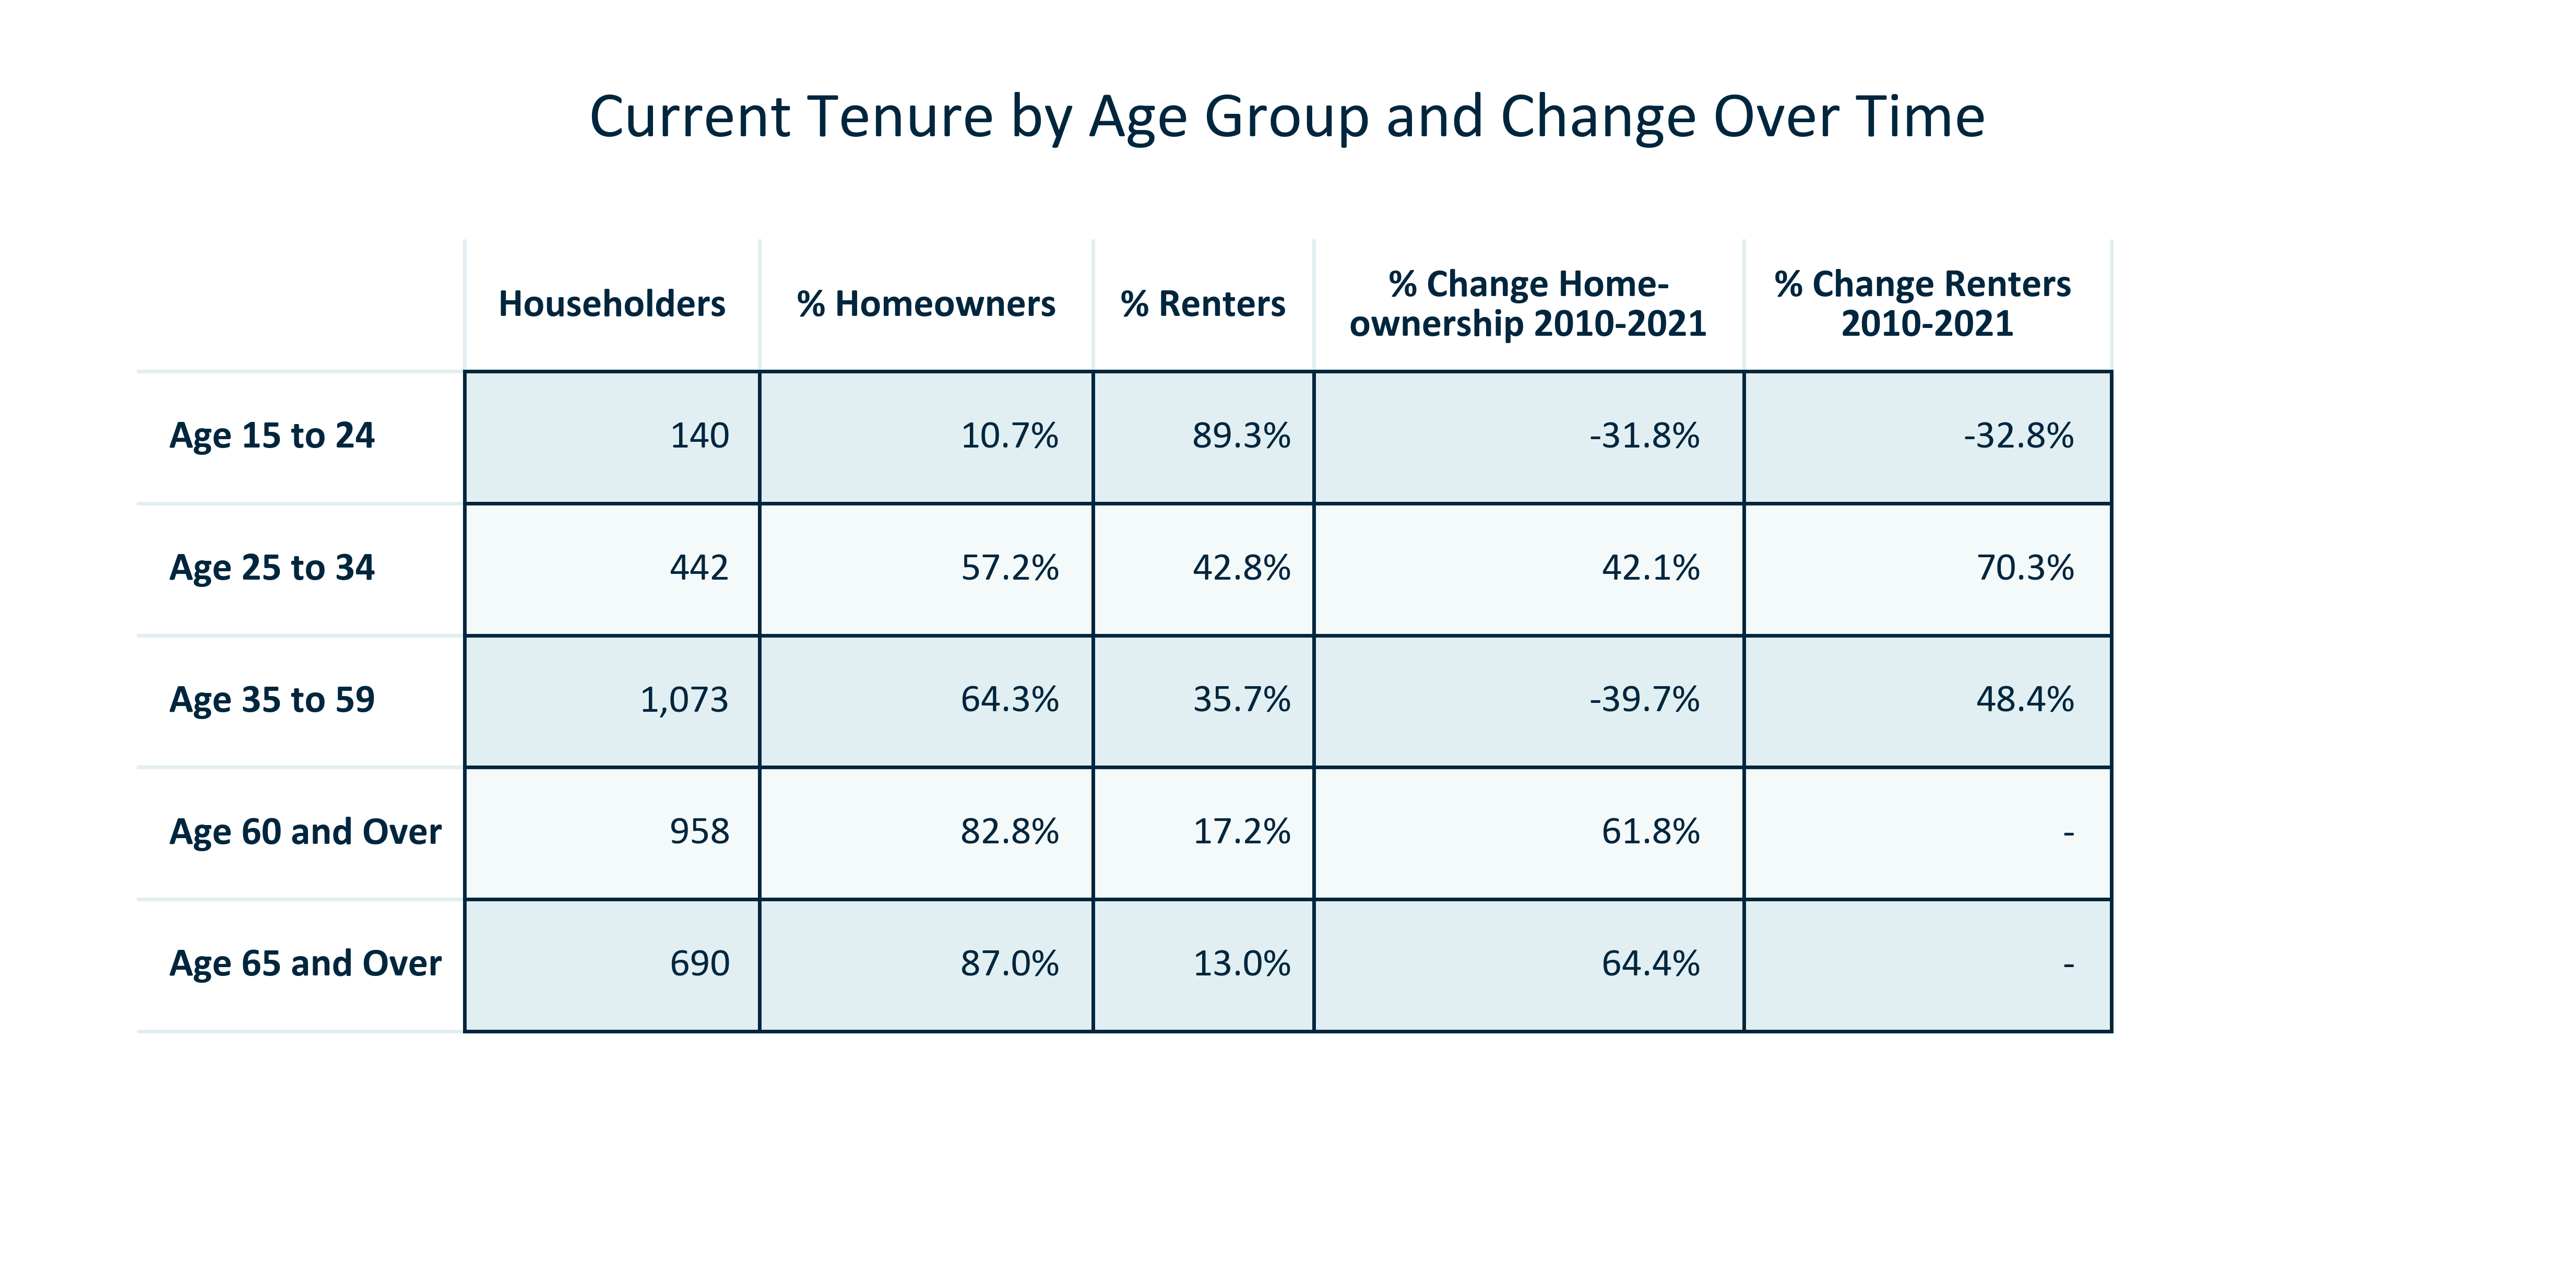 Current Tenure by Age Group and Change Over Time
Householders % Homeowners % Renters % Change Home-
ownership 2010-2021 % Change Renters
2010-2021
Age 15 to 24 140 10.7% 89.3% -31.8% -32.8%
Age 25 to 34 442 57.2% 42.8% 42.1% 70.3%
Age 35 to 59 1,073 64.3% 35.7% -39.7% 48.4%
Age 60 and Over 958 82.8% 17.2% 61.8% -
Age 65 and Over 690 87.0% 13.0% 64.4% -